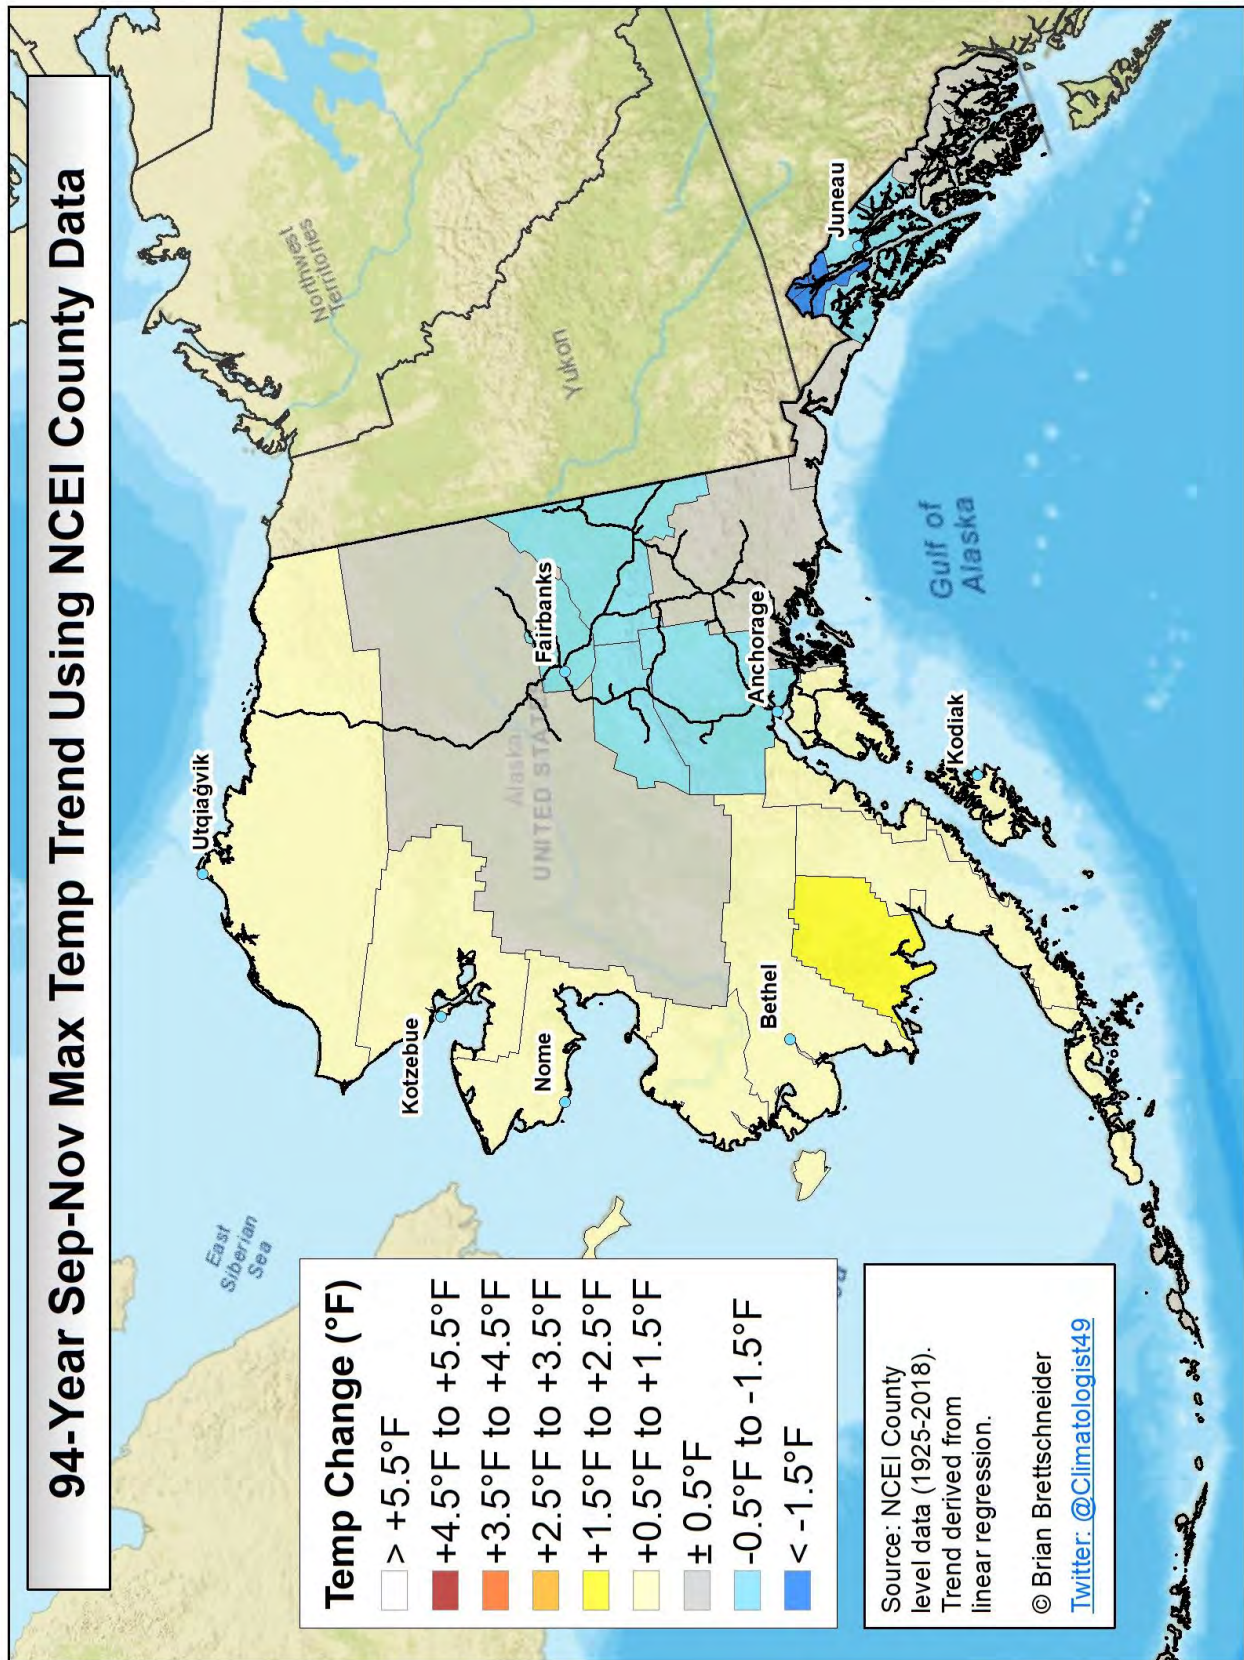 94-Year Sep-Nov Max Temp Trend Using NCEI County Data
East
Siberian
Sea
Utqiaġvik
Northwest
Territories
Kotzebue
Nome
Alaska
UNITED STAT
Fairbanks
Yukon
Bethel
Anchorage
Juneau
Kodiak
Gulf of
Alaska
Temp Change (°F)
> +5.5°F
+4.5°F to +5.5°F
+3.5°F to +4.5°F
+2.5°F to +3.5°F
+1.5°F to +2.5°F
+0.5°F to +1.5°F
± 0.5°F
-0.5°F to -1.5°F
< -1.5°F
Source: NCEI County
level data (1925-2018).
Trend derived from
linear regression.
© Brian Brettschneider
Twitter: @Climatologist49